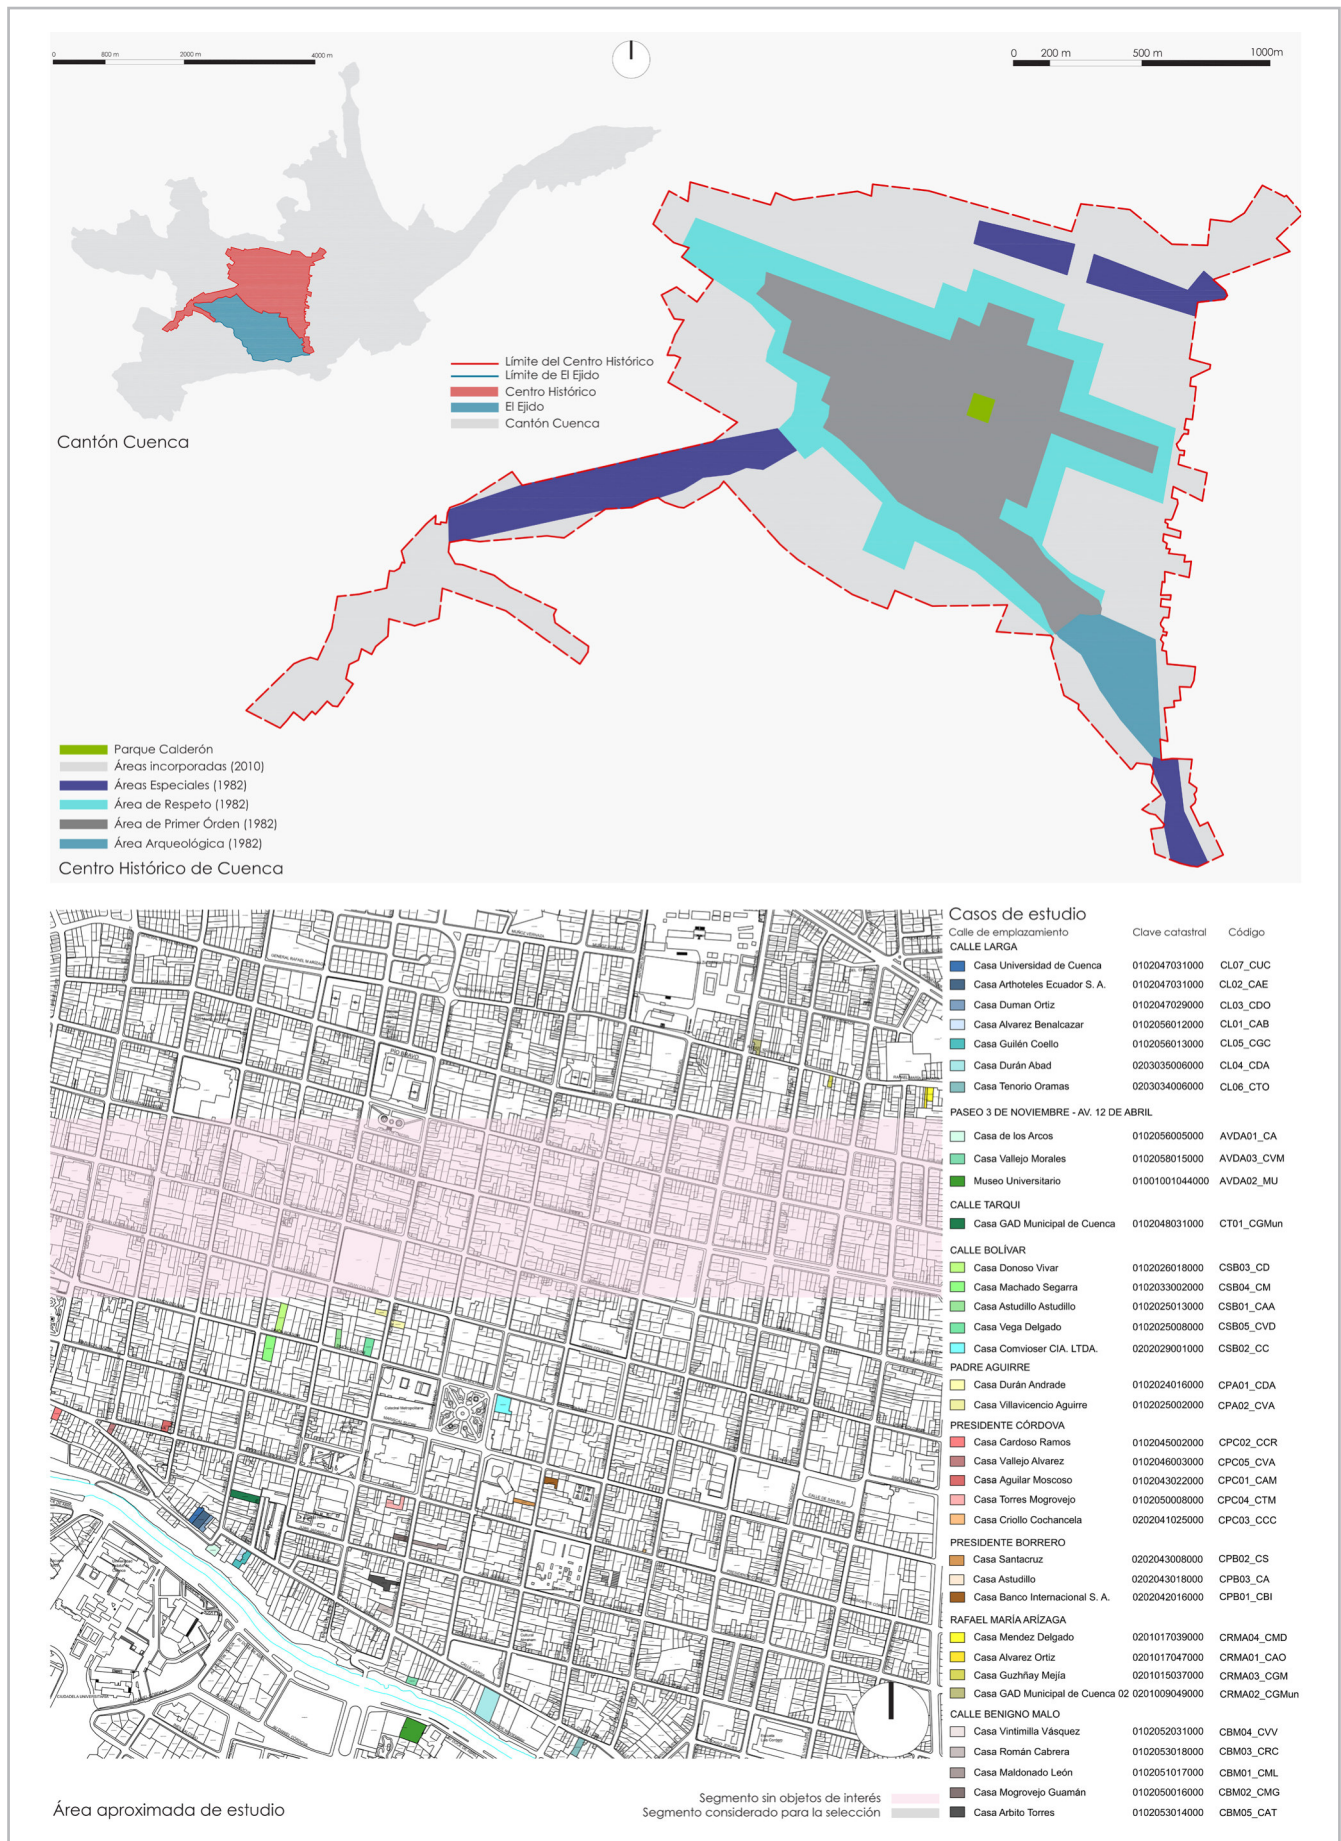 0 800 m 2000 m 4000 m
0 200 m 500 m 1000m
Límite del Centro Histórico
Límite de El Ejido
Centro Histórico
El Ejido
Cantón Cuenca
Cantón Cuenca
Parque Calderón
Áreas incorporadas (2010)
Áreas Especiales (1982)
Área de Respeto (1982)
Área de Primer Órden (1982)
Área Arqueológica (1982)
Centro Histórico de Cuenca
Casos de estudio
Calle de emplazamiento Clave catastral Código
CALLE LARGA
Casa Universidad de Cuenca 0102047031000 CL07_CUC
Casa Arthoteles Ecuador S. A. 0102047031000 CL02_CAE
Casa Duman Ortiz 0102047029000 CL03_CDO
Casa Alvarez Benalcazar 0102056012000 CL01_CAB
Casa Guilén Coello 0102056013000 CL05_CGC
Casa Durán Abad 0203035006000 CL04_CDA
Casa Tenorio Oramas 0203034006000 CL06_CTO
PASEO 3 DE NOVIEMBRE - AV. 12 DE ABRIL
Casa de los Arcos 0102056005000 AVDA01_CA
Casa Vallejo Morales 0102058015000 AVDA03_CVM
Museo Universitario 01001001044000 AVDA02_MU
CALLE TARQUI
Casa GAD Municipal de Cuenca 0102048031000 CT01_CGMun
CALLE BOLÍVAR
Casa Donoso Vivar 0102026018000 CSB03_CD
Casa Machado Segarra 0102033002000 CSB04_CM
Casa Astudillo Astudillo 0102025013000 CSB01_CAA
Casa Vega Delgado 0102025008000 CSB05_CVD
Casa Comvioser CIA. LTDA. 0202029001000 CSB02_CC
PADRE AGUIRRE
Casa Durán Andrade 0102024016000 CPA01_CDA
Casa Villavicencio Aguirre 0102025002000 CPA02_CVA
PRESIDENTE CÓRDOVA
Casa Cardoso Ramos 0102045002000 CPC02_CCR
Casa Vallejo Alvarez 0102046003000 CPC05_CVA
Casa Aguilar Moscoso 0102043022000 CPC01_CAM
Casa Torres Mogrovejo 0102050008000 CPC04_CTM
Casa Criollo Cochancela 0202041025000 CPC03_CCC
PRESIDENTE BORRERO
Casa Santacruz 0202043008000 CPB02_CS
Casa Astudillo 0202043018000 CPB03_CA
Casa Banco Internacional S. A. 0202042016000 CPB01_CBI
RAFAEL MARÍA ARÍZAGA
Casa Mendez Delgado 0201017039000 CRMA04_CMD
Casa Alvarez Ortiz 0201017047000 CRMA01_CAO
Casa Guzhñay Mejía 0201015037000 CRMA03_CGM
Casa GAD Municipal de Cuenca 02 0201009049000 CRMA02_CGMun
CALLE BENIGNO MALO
Casa Vintimilla Vásquez 0102052031000 CBM04_CVV
Casa Román Cabrera 0102053018000 CBM03_CRC
Casa Maldonado León 0102051017000 CBM01_CML
Casa Mogrovejo Guamán 0102050016000 CBM02_CMG
Casa Arbito Torres 0102053014000 CBM05_CAT
PIO BRAVO
Catedral Metropolitana
CALLE DE SAN BLAS
CALLE LARGA
CIUDADELA UNIVERSITARIA
Segmento sin objetos de interés
Segmento considerado para la selección
Área aproximada de estudio